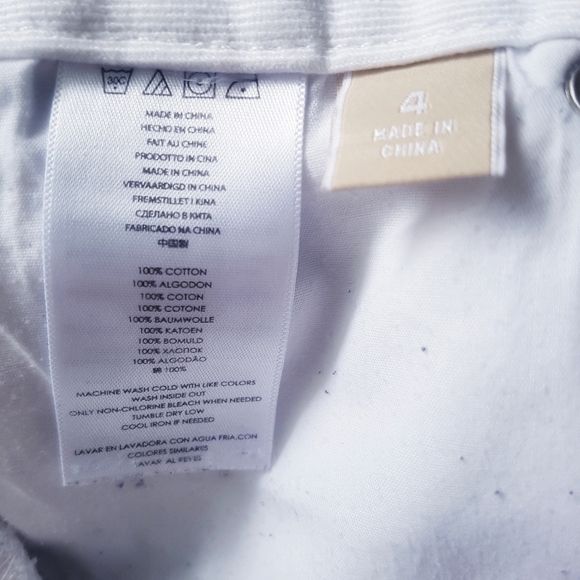 30C
MADE IN CHINA
HECHO EN CHINA
FAIT AU CHINE
PRODOTTO IN CINA
MADE IN CHINA
VERVAARDIGD IN CHINA
FREMSTILLET I KINA
СДЕЛАНО В КИТА
FABRICADO NA CHINA
中国製
100% COTTON
100% ALGODON
100% COTON
100% COTONE
100% BAUMWOLLE
100% KATOEN
100% BOMULD
100% ХЛОПОК
100% ALGODÃO
綿 100%
MACHINE WASH COLD WITH LIKE COLORS
WASH INSIDE OUT
ONLY NON-CHLORINE BLEACH WHEN NEEDED
TUMBLE DRY LOW
COOL IRON IF NEEDED
LAVAR EN LAVADORA CON AGUA FRIA,CON
COLORES SIMILARES
LAVAR AL REVES
4
MADE IN
CHINA